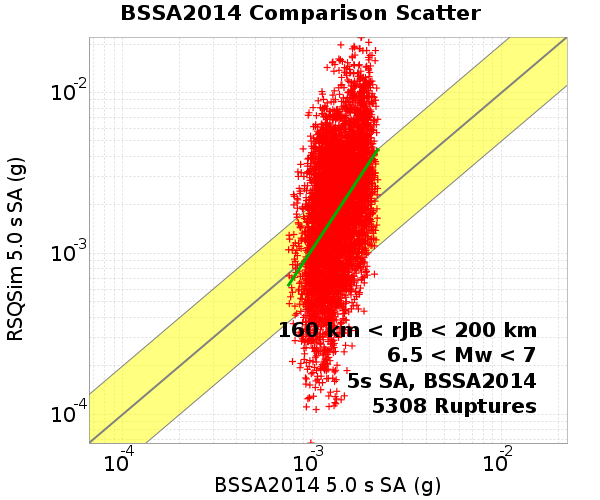 BSSA2014 Comparison Scatter
10-2
10-3
10-4
RSQSim 5.0 s SA (g)
160 km < rJB < 200 km
6.5 < Mw < 7
5s SA, BSSA2014
5308 Ruptures
10-4 10-3 10-2
BSSA2014 5.0 s SA (g)